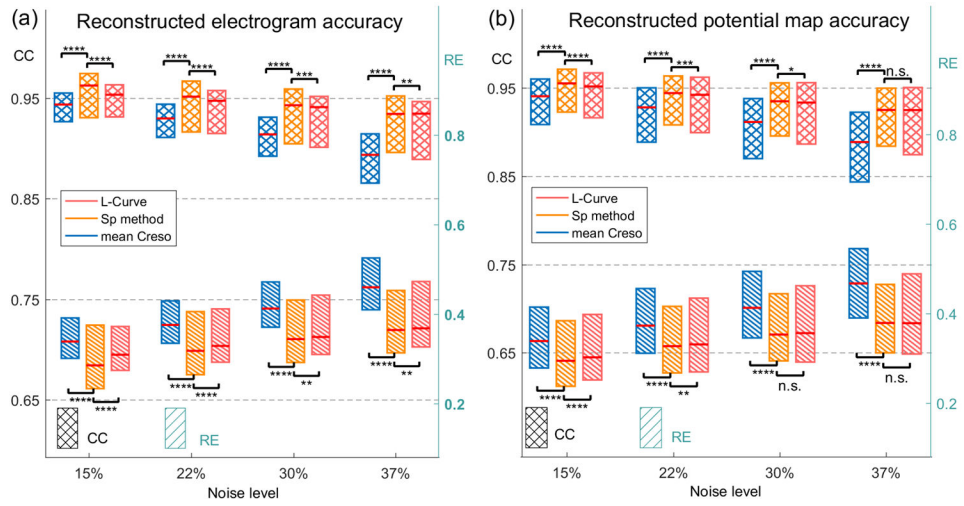 (a)
Reconstructed electrogram accuracy
CC
RE
**** ****
**** ****
**** ***
**** **
0.95
0.85
0.75
0.65
0.8
0.6
0.4
0.2
L-Curve
Sp method
mean Creso
**** ****
**** ****
**** **
**** **
CC
RE
15% 22% 30% 37%
Noise level
(b)
Reconstructed potential map accuracy
CC
RE
**** ***
**** ***
**** *
**** n.s.
0.95
0.85
0.75
0.65
0.8
0.6
0.4
0.2
L-Curve
Sp method
mean Creso
**** ****
**** **
**** n.s.
**** n.s.
CC
RE
15% 22% 30% 37%
Noise level